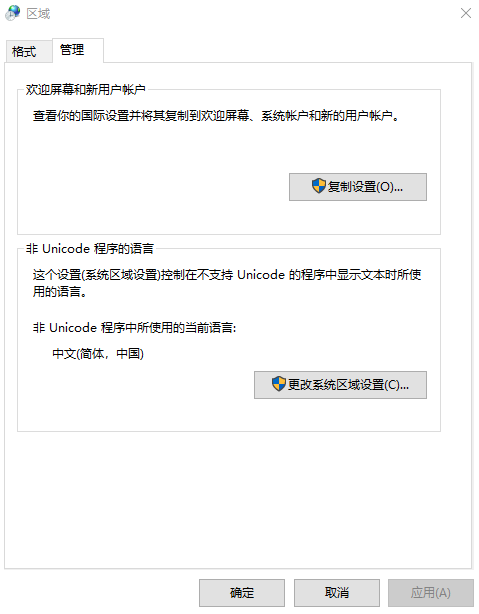 区域
格式
管理
欢迎屏幕和新用户帐户
查看你的国际设置并将其复制到欢迎屏幕、系统帐户和新的用户帐户。
复制设置(O)...
非 Unicode 程序的语言
这个设置(系统区域设置)控制在不支持 Unicode 的程序中显示文本时所使
用的语言。
非 Unicode 程序中所使用的当前语言:
中文(简体，中国)
更改系统区域设置(C)...
确定
取消
应用(A)